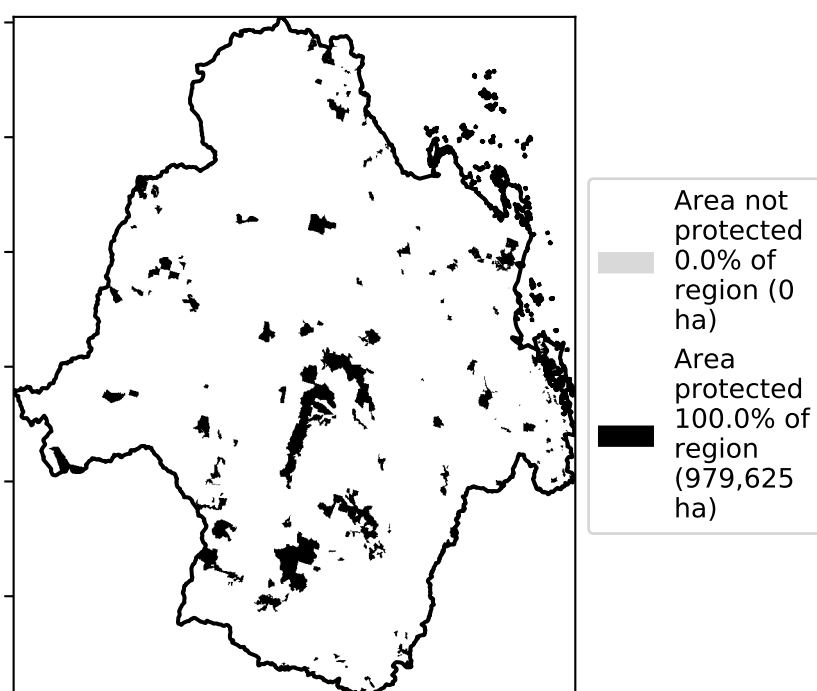 Area not
protected
0.0% of
region (0
ha)
Area
protected
100.0% of
region
(979,625
ha)